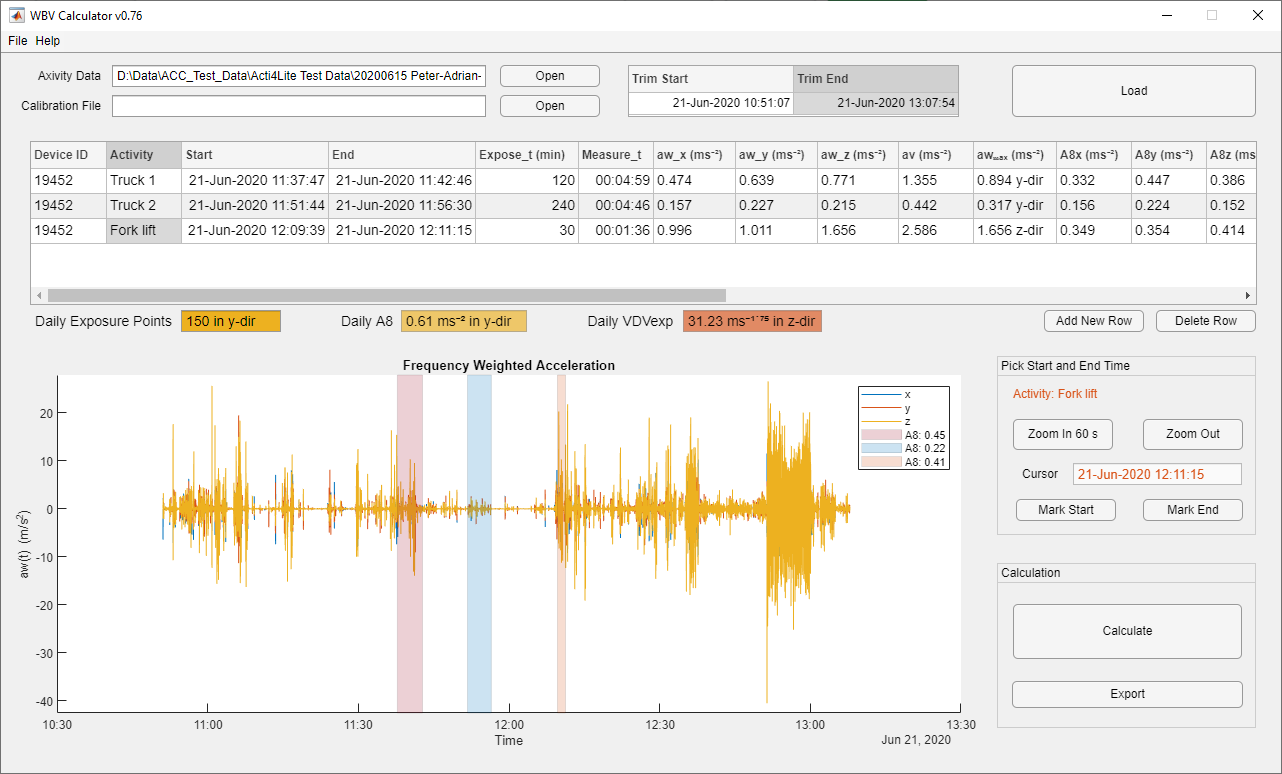 WBV Calculator v0.76
File Help
Axivity Data D:\Data\ACC_Test_Data\Acti4Lite Test Data\20200615 Peter-Adrian- Open
Calibration File Open
Trim Start Trim End
21-Jun-2020 10:51:07 21-Jun-2020 13:07:54
Load
Device ID Activity Start End Expose_t (min) Measure_t aw_x (ms⁻²) aw_y (ms⁻²) aw_z (ms⁻²) av (ms⁻²) awₘₐₓ (ms⁻²) A8x (ms⁻²) A8y (ms⁻²) A8z (ms
19452 Truck 1 21-Jun-2020 11:37:47 21-Jun-2020 11:42:46 120 00:04:59 0.474 0.639 0.771 1.355 0.894 y-dir 0.332 0.447 0.386
19452 Truck 2 21-Jun-2020 11:51:44 21-Jun-2020 11:56:30 240 00:04:46 0.157 0.227 0.215 0.442 0.317 y-dir 0.156 0.224 0.152
19452 Fork lift 21-Jun-2020 12:09:39 21-Jun-2020 12:11:15 30 00:01:36 0.996 1.011 1.656 2.586 1.656 z-dir 0.349 0.354 0.414
Daily Exposure Points 150 in y-dir Daily A8 0.61 ms⁻² in y-dir Daily VDVexp 31.23 ms⁻¹˙⁷⁵ in z-dir Add New Row Delete Row
Frequency Weighted Acceleration
aw(t) (m/s²)
20
10
0
-10
-20
-30
-40
x
y
z
A8: 0.45
A8: 0.22
A8: 0.41
10:30 11:00 11:30 12:00 12:30 13:00 13:30
Time
Jun 21, 2020
Pick Start and End Time
Activity: Fork lift
Zoom In 60 s Zoom Out
Cursor 21-Jun-2020 12:11:15
Mark Start Mark End
Calculation
Calculate
Export